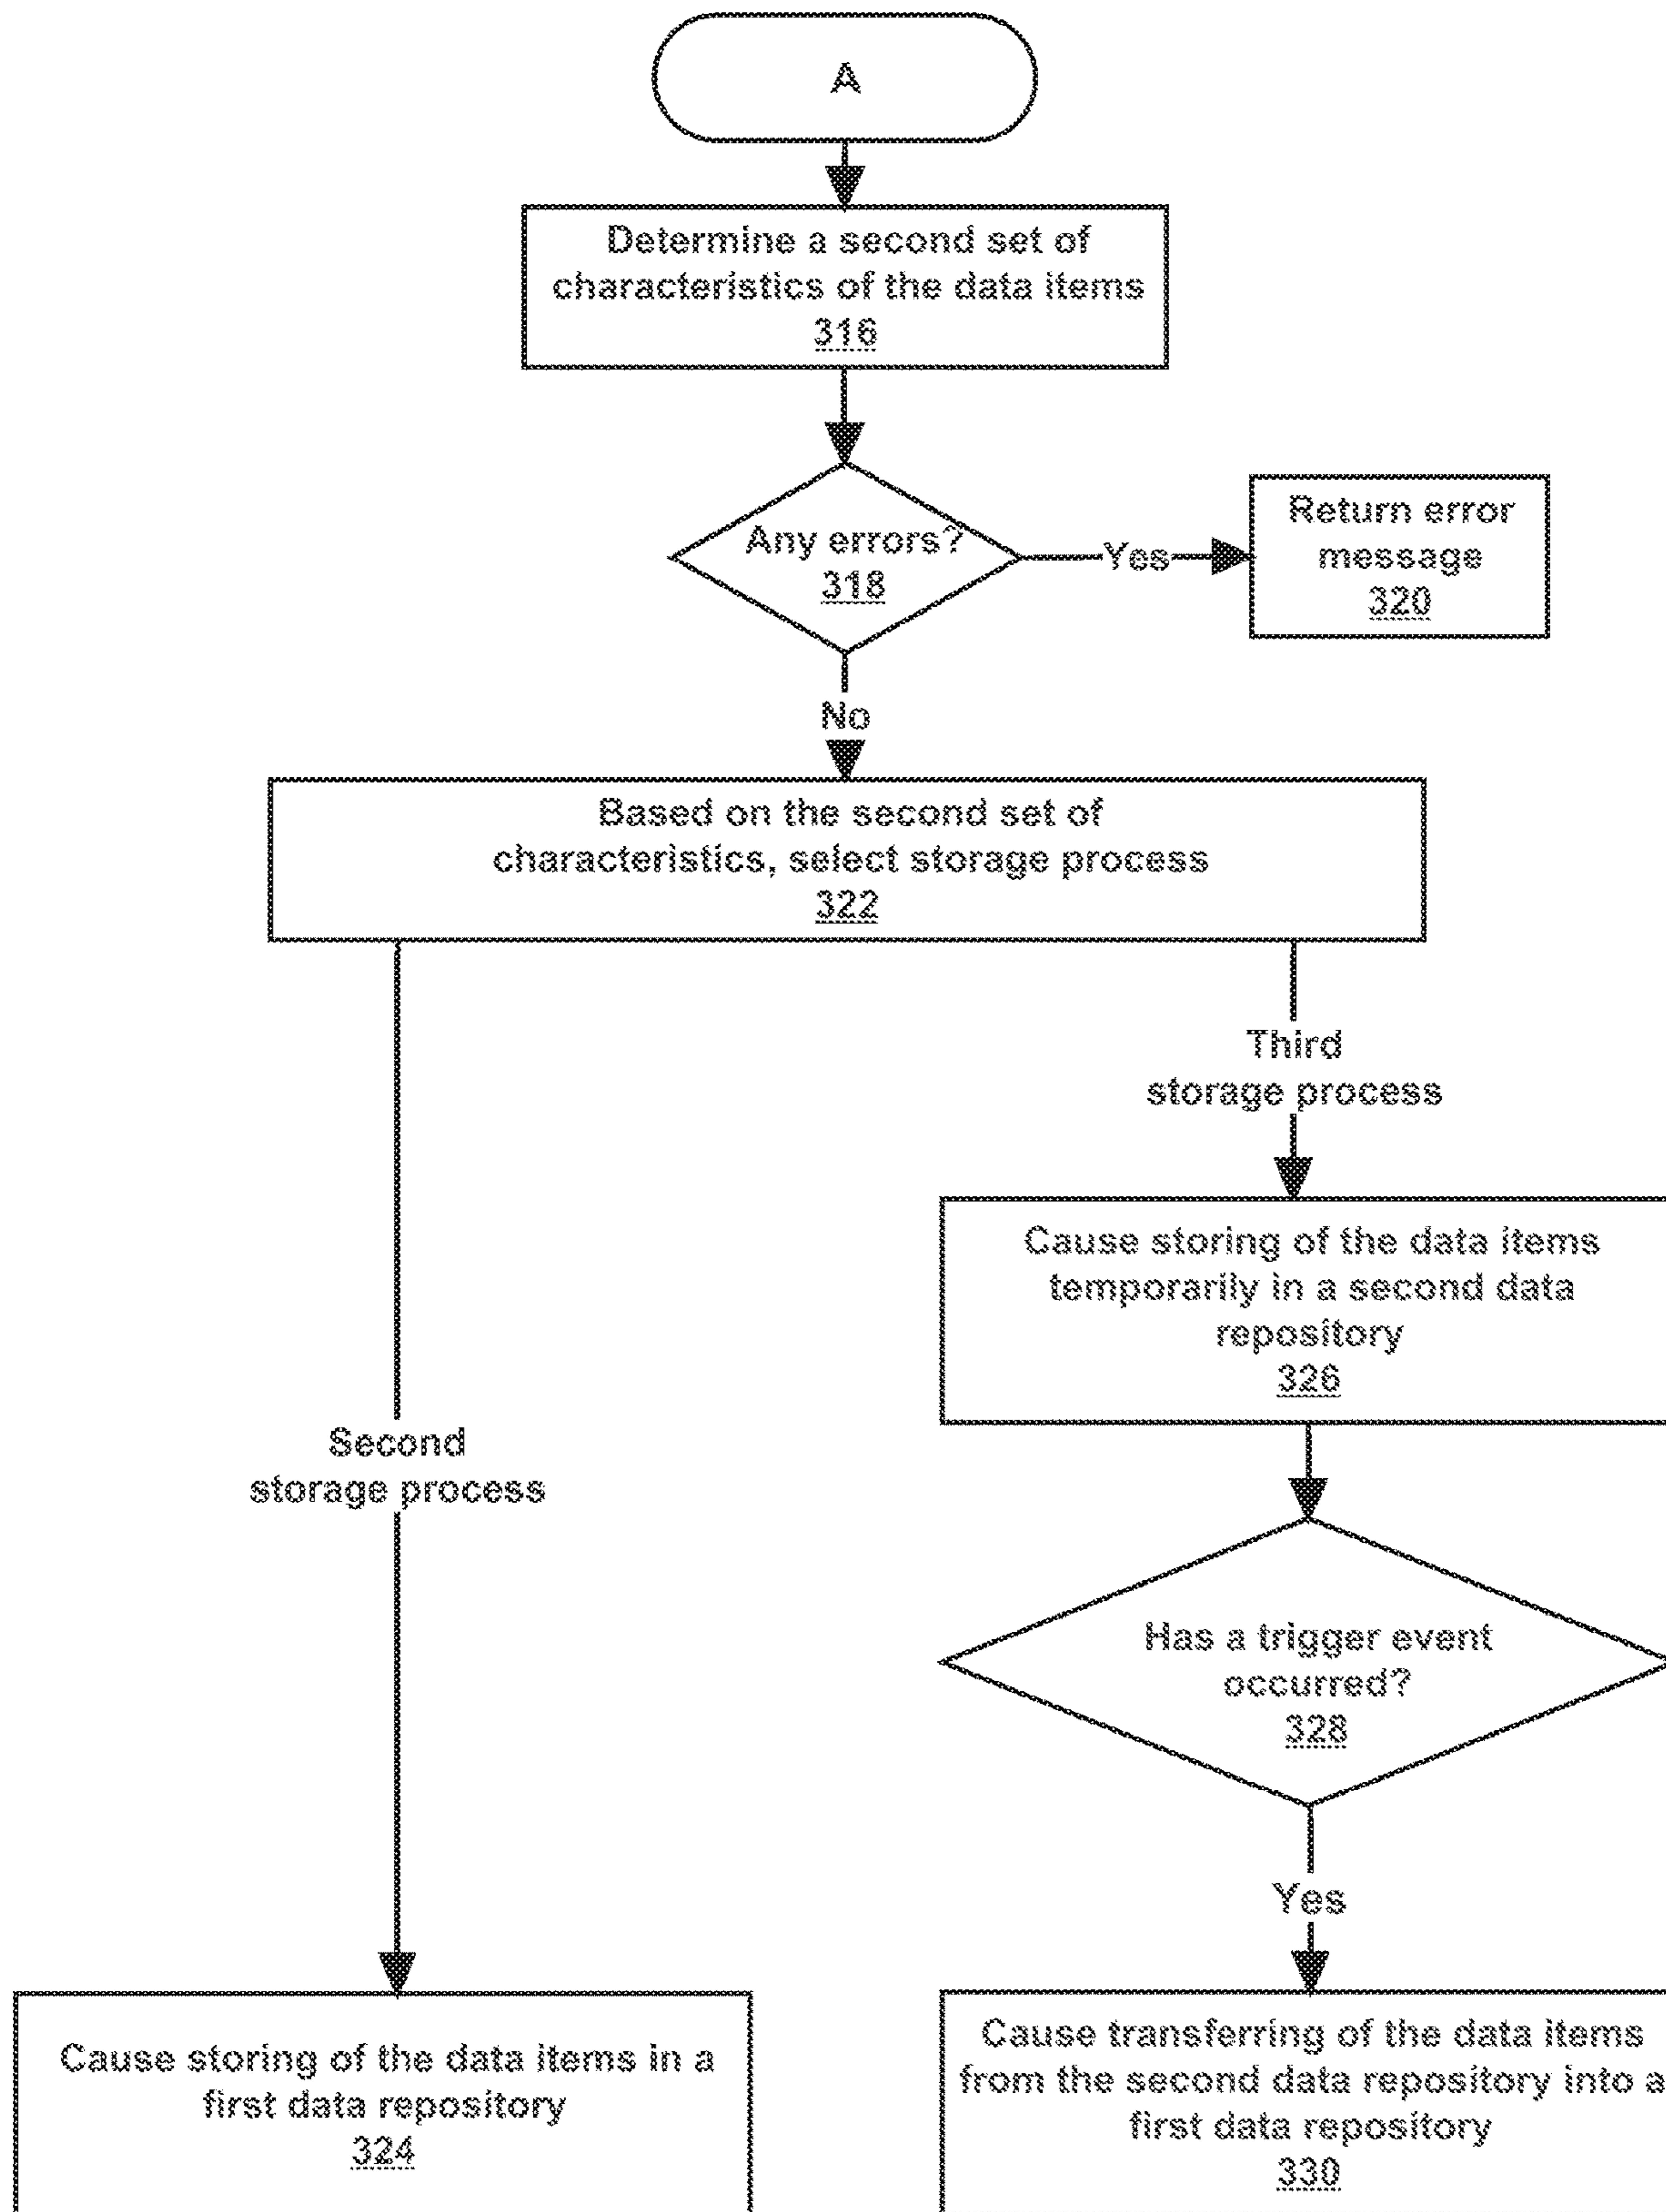 A
Determine a second set of
characteristics of the data items
316
Any errors?
318
Yes
Return error
message
320
No
Based on the second set of
characteristics, select storage process
322
Third
storage process
Cause storing of the data items
temporarily in a second data
repository
326
Second
storage process
Has a trigger event
occurred?
328
Yes
Cause storing of the data items in a
first data repository
324
Cause transferring of the data items
from the second data repository into a
first data repository
330